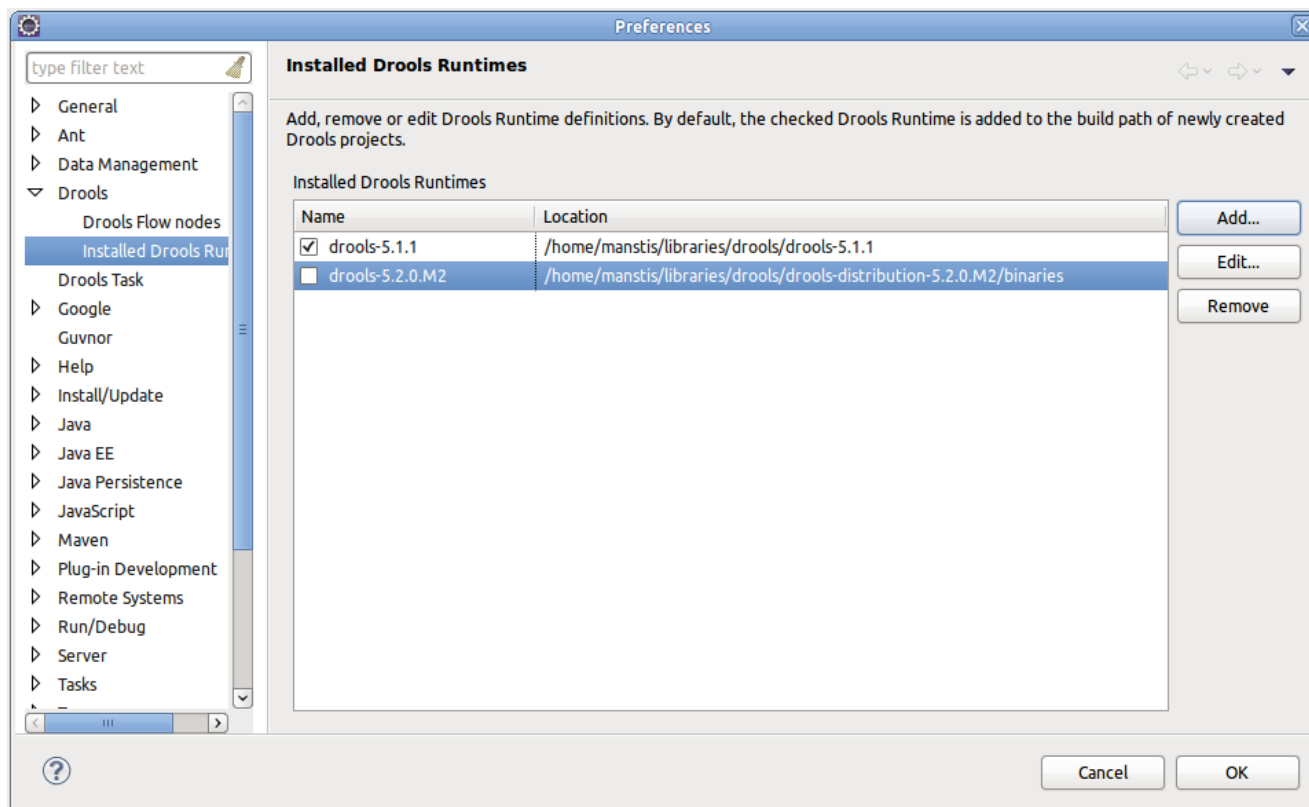 Preferences
type filter text
General
Ant
Data Management
Drools
Drools Flow nodes
Installed Drools Run
Drools Task
Google
Guvnor
Help
Install/Update
Java
Java EE
Java Persistence
JavaScript
Maven
Plug-in Development
Remote Systems
Run/Debug
Server
Tasks
Installed Drools Runtimes
Add, remove or edit Drools Runtime definitions. By default, the checked Drools Runtime is added to the build path of newly created
Drools projects.
Installed Drools Runtimes
Name Location
drools-5.1.1 /home/manstis/libraries/drools/drools-5.1.1
drools-5.2.0.M2 /home/manstis/libraries/drools/drools-distribution-5.2.0.M2/binaries
Add...
Edit...
Remove
Cancel OK